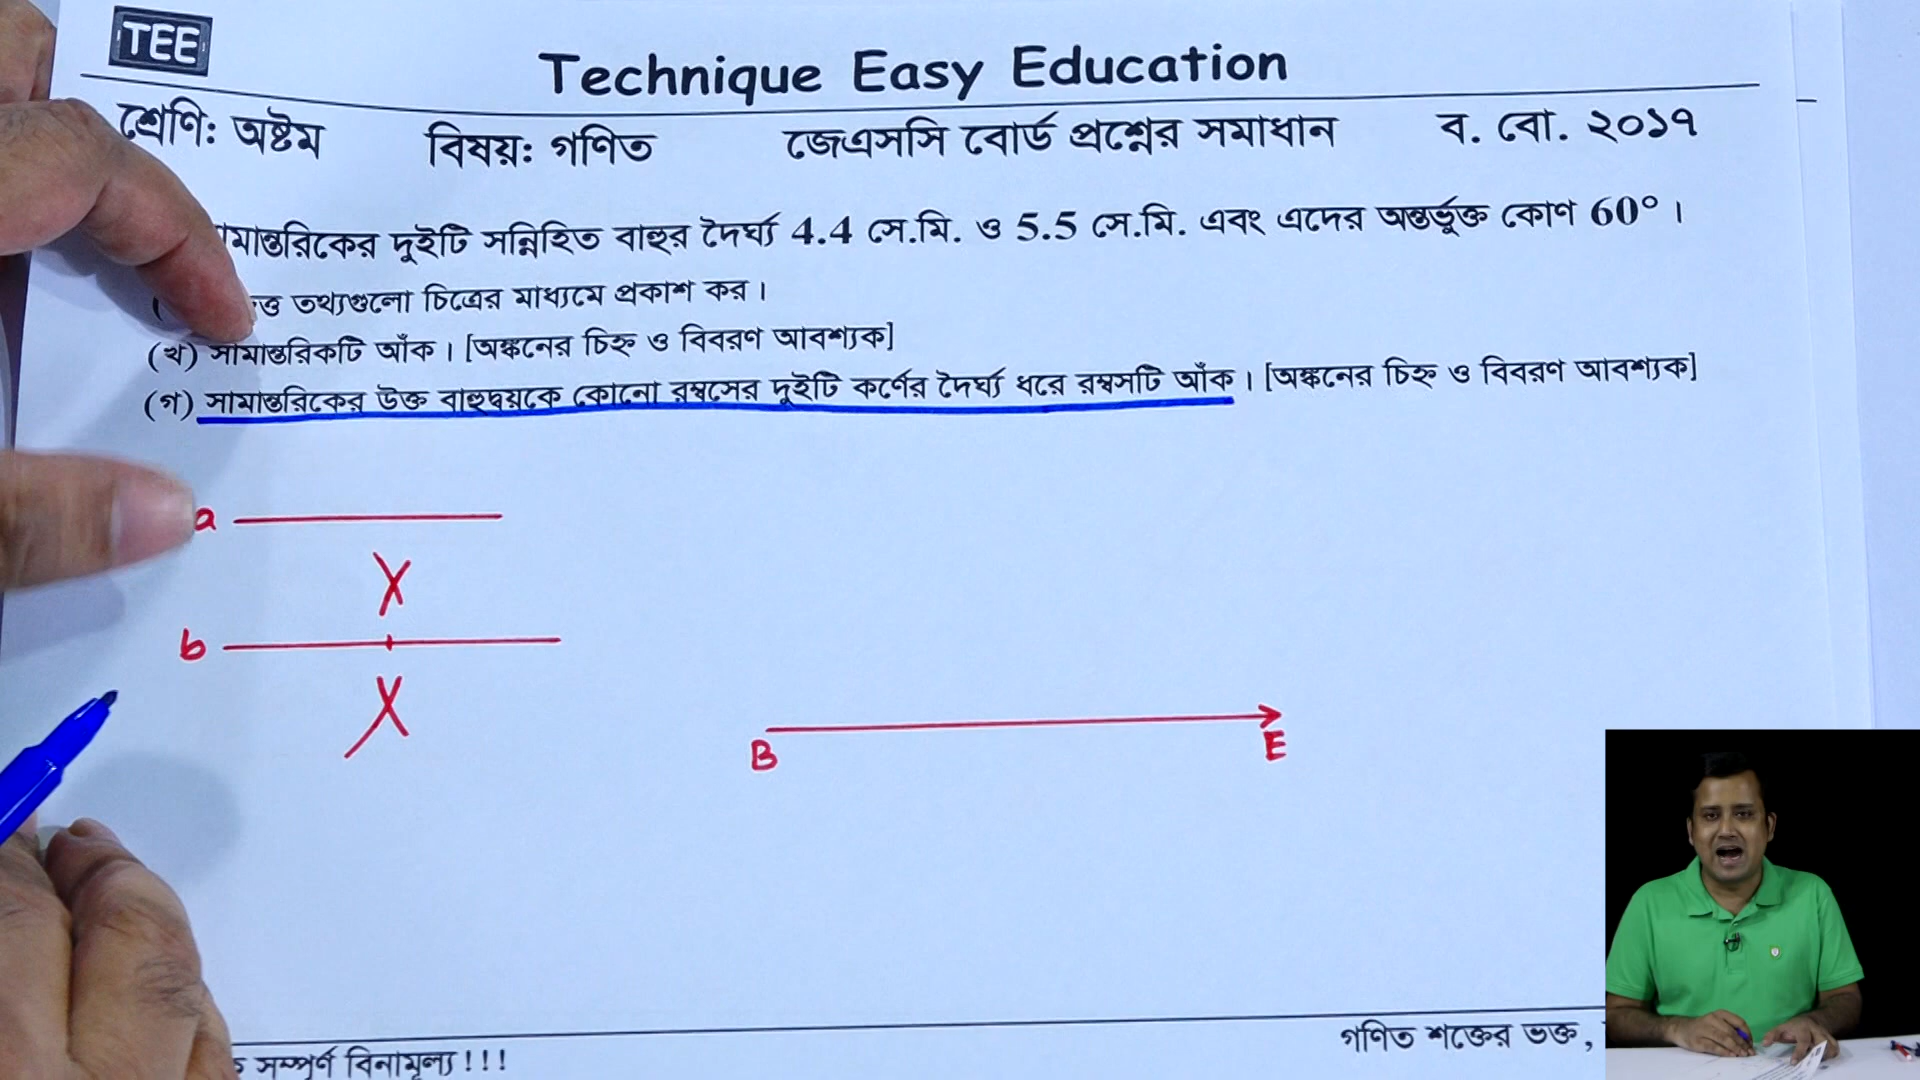 TEE
Technique Easy Education
শ্রেণি: অষ্টম বিষয়: গণিত জেএসসি বোর্ড প্রশ্নের সমাধান ব. বো. ২০১৭
মান্তরিকের দুইটি সন্নিহিত বাহুর দৈর্ঘ্য 4.4 সে.মি. ও 5.5 সে.মি. এবং এদের অন্তর্ভুক্ত কোণ 60°।
তথ্যগুলো চিত্রের মাধ্যমে প্রকাশ কর।
(খ) সামান্তরিকটি আঁক। [অঙ্কনের চিহ্ন ও বিবরণ আবশ্যক]
(গ) সামান্তরিকের উক্ত বাহুদ্বয়কে কোনো রম্বসের দুইটি কর্ণের দৈর্ঘ্য ধরে রম্বসটি আঁক। [অঙ্কনের চিহ্ন ও বিবরণ আবশ্যক]
a
b
B E
গণিত শক্তের ভক্ত,
সম্পূর্ণ বিনামূল্য!!!